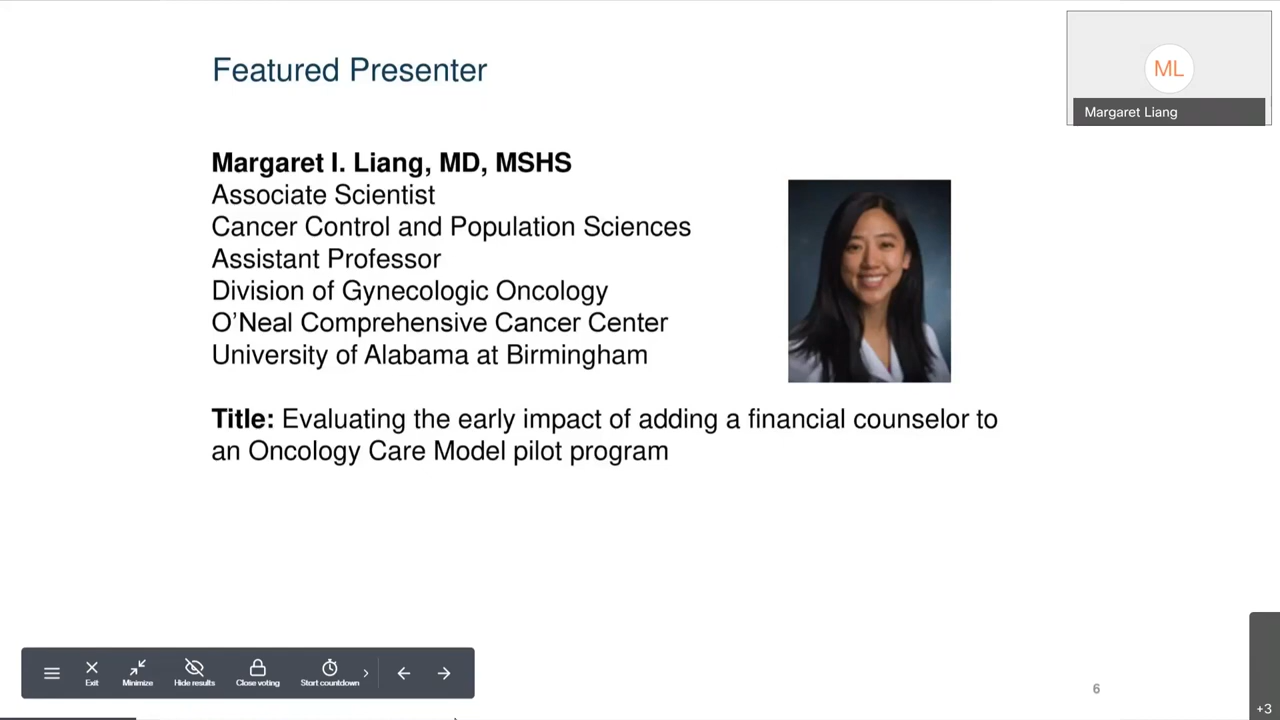 Featured Presenter
ML
Margaret Liang
Margaret I. Liang, MD, MSHS
Associate Scientist
Cancer Control and Population Sciences
Assistant Professor
Division of Gynecologic Oncology
O’Neal Comprehensive Cancer Center
University of Alabama at Birmingham
Title: Evaluating the early impact of adding a financial counselor to
an Oncology Care Model pilot program
Exit Minimize Hide results Close voting Start countdown
6
+3